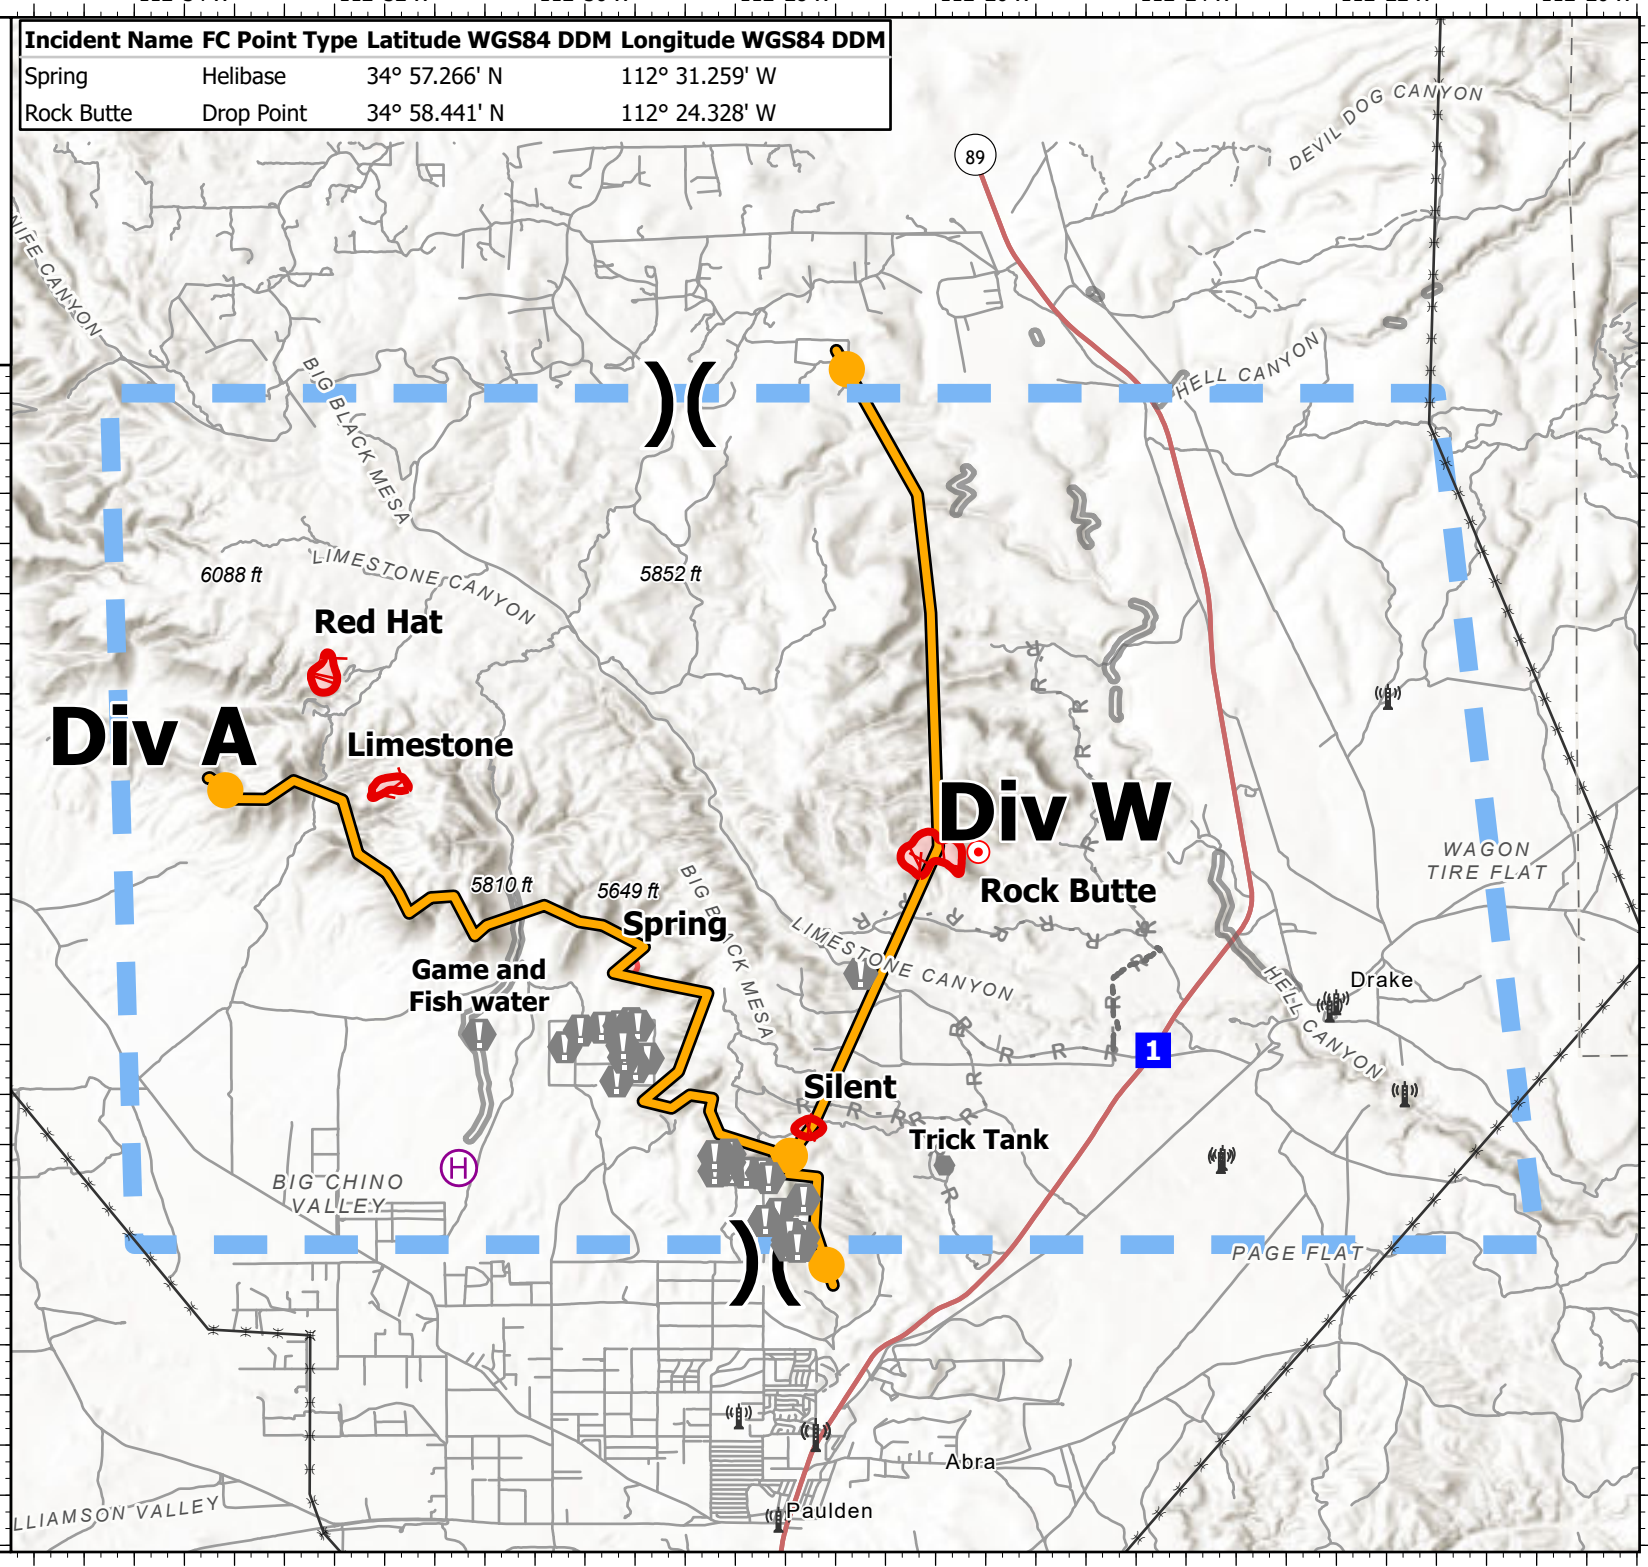 Incident Name FC Point Type Latitude WGS84 DDM Longitude WGS84 DDM
Spring Helibase 34° 57.266' N 112° 31.259' W
Rock Butte Drop Point 34° 58.441' N 112° 24.328' W
89
DEVIL DOG CANYON
NIFE CANYON
HELL CANYON
BIG BLACK MESA
)(
LIMESTONE CANYON
6088 ft
5852 ft
Red Hat
Div A
Limestone
Div W
Rock Butte
WAGON
TIRE FLAT
5810 ft
5649 ft
Spring
BIG BLACK MESA
LIMESTONE CANYON
Game and
Fish water
HELL CANYON
Drake
1
Silent
Trick Tank
H
BIG CHINO
VALLEY
PAGE FLAT
)(
Abra
Paulden
LLIAMSON VALLEY